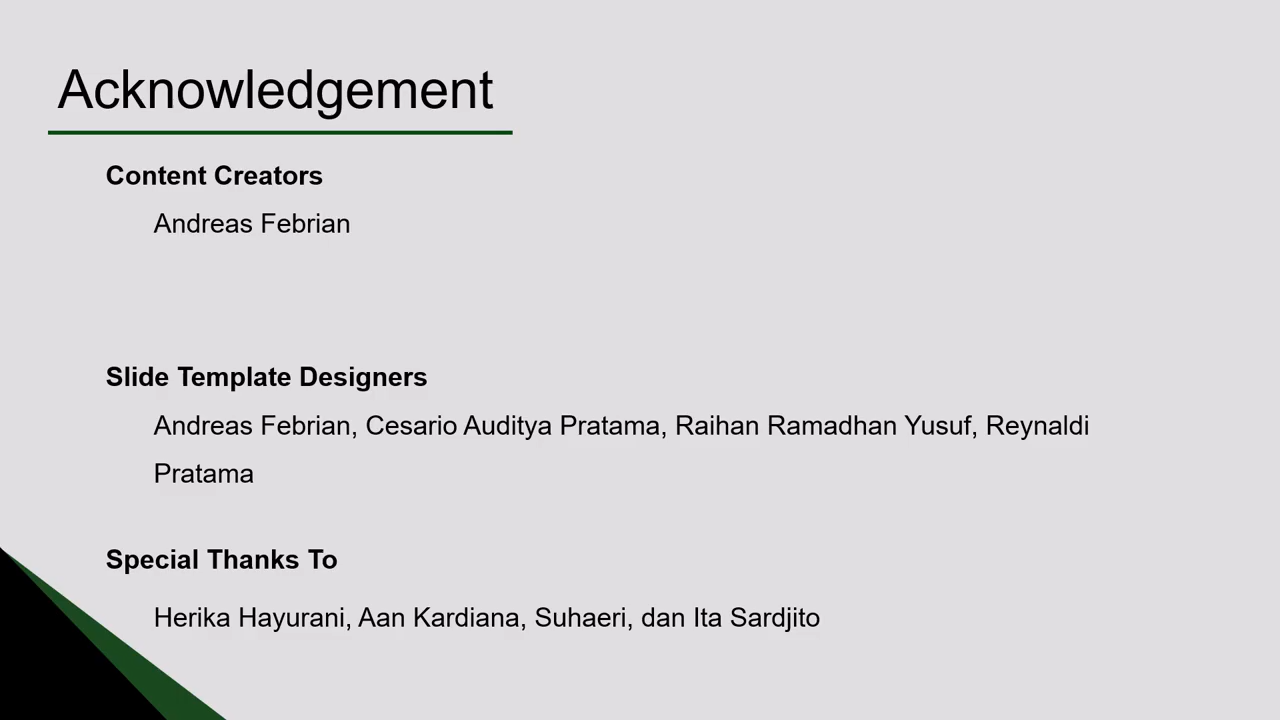 Acknowledgement
Content Creators
Andreas Febrian
Slide Template Designers
Andreas Febrian, Cesario Auditya Pratama, Raihan Ramadhan Yusuf, Reynaldi
Pratama
Special Thanks To
Herika Hayurani, Aan Kardiana, Suhaeri, dan Ita Sardjito